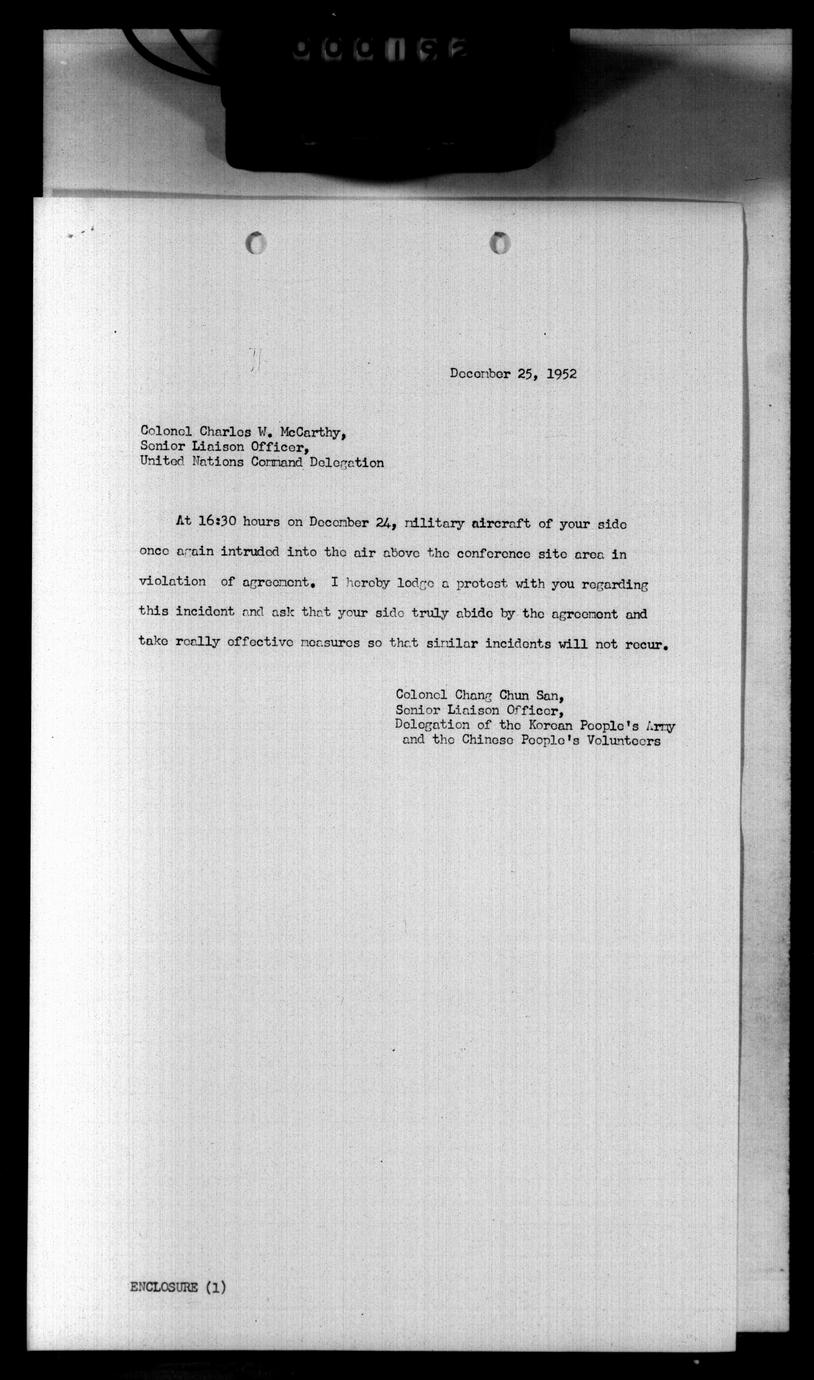 000192
December 25, 1952
Colonel Charles W. McCarthy,
Senior Liaison Officer,
United Nations Command Delegation
At 16:30 hours on December 24, military aircraft of your side
once again intruded into the air above the conference site area in
violation of agreement. I hereby lodge a protest with you regarding
this incident and ask that your side truly abide by the agreement and
take really effective measures so that similar incidents will not recur.
Colonel Chang Chun San,
Senior Liaison Officer,
Delegation of the Korean People's Army
and the Chinese People's Volunteers
ENCLOSURE (1)